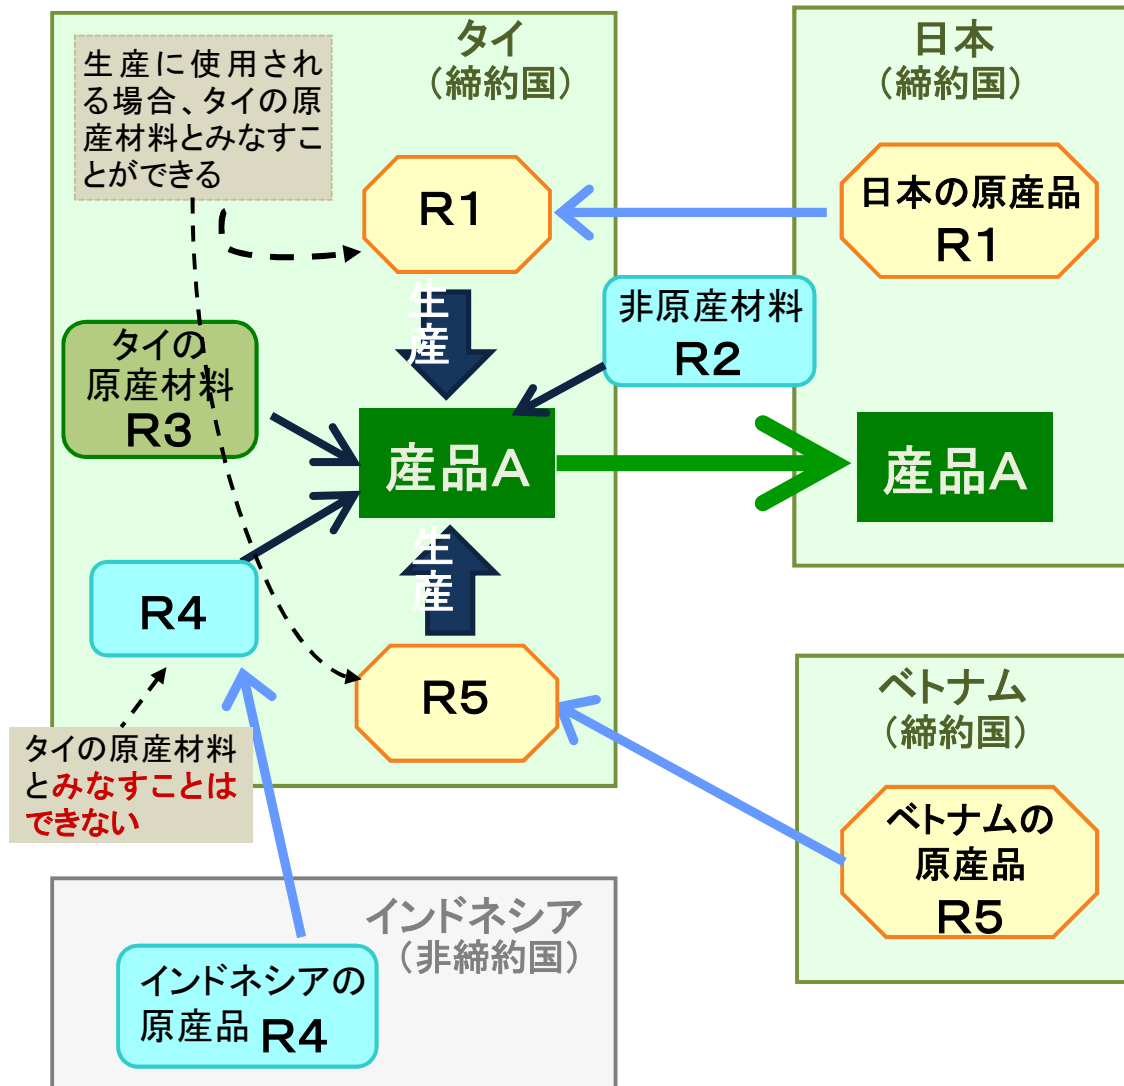 タイ
（締約国）
生産に使用され
る場合、タイの原
産材料とみなすこ
とができる
R1
生
産
タイの
原産材料
R3
非原産材料
R2
産品A
R4
生
産
R5
タイの原産材料
とみなすことは
できない
日本
（締約国）
日本の原産品
R1
産品A
ベトナム
（締約国）
ベトナムの
原産品
R5
インドネシア
（非締約国）
インドネシアの
原産品 R4